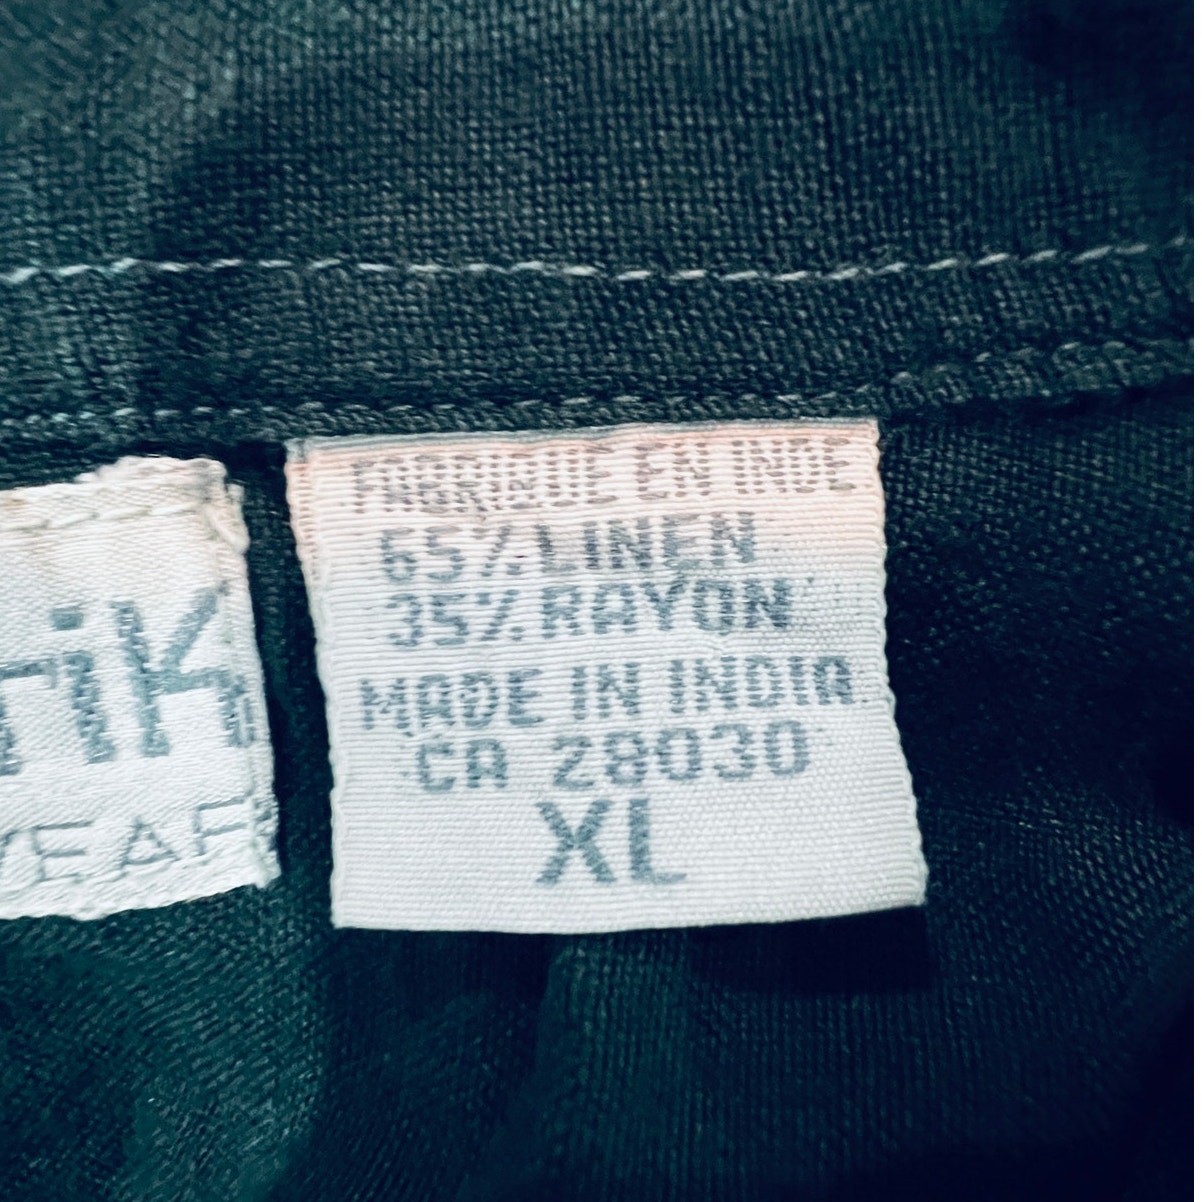 FABRIQUE EN INDE
65% LINEN
35% RAYON
MADE IN INDIA
CA 28030
XL